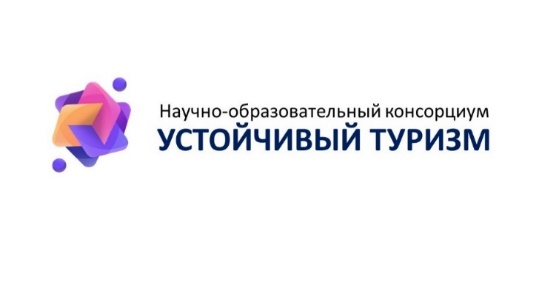 Научно-образовательный консорциум
УСТОЙЧИВЫЙ ТУРИЗМ